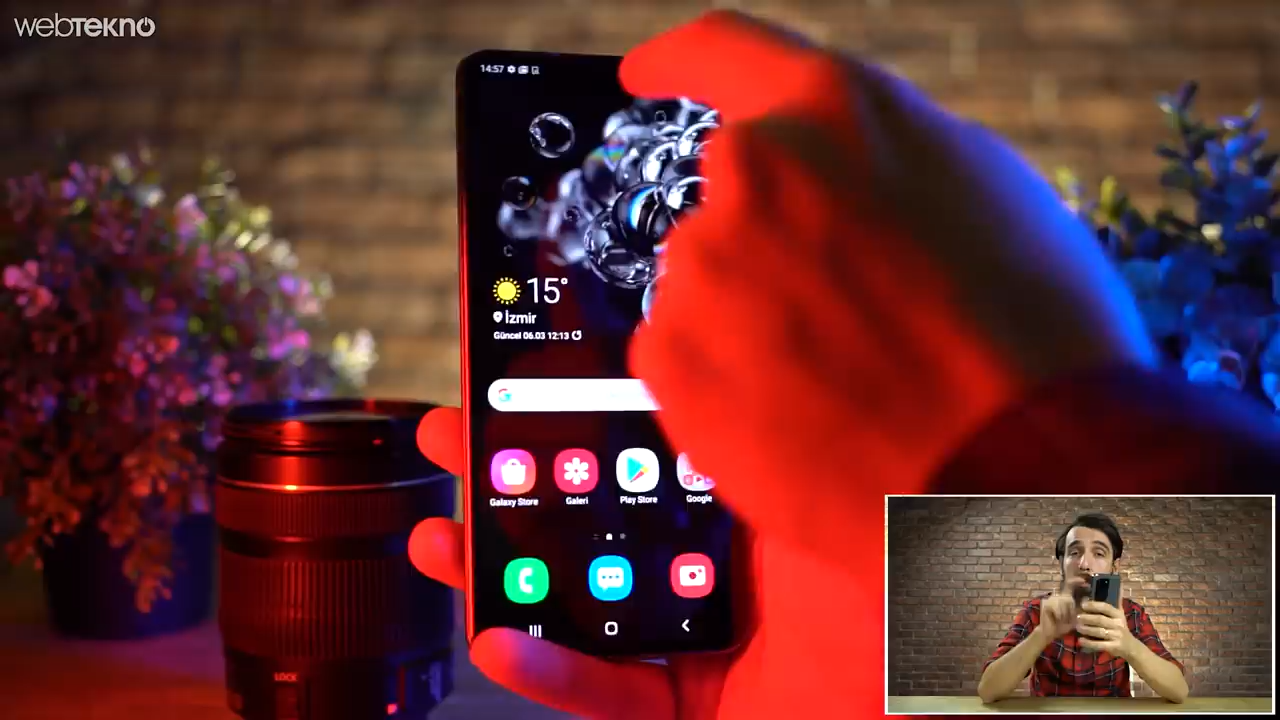 webTEKNO
14:57
15°
İzmir
Güncel 06.03 12:13
Galaxy Store
Galeri
Play Store
Google
LOCK